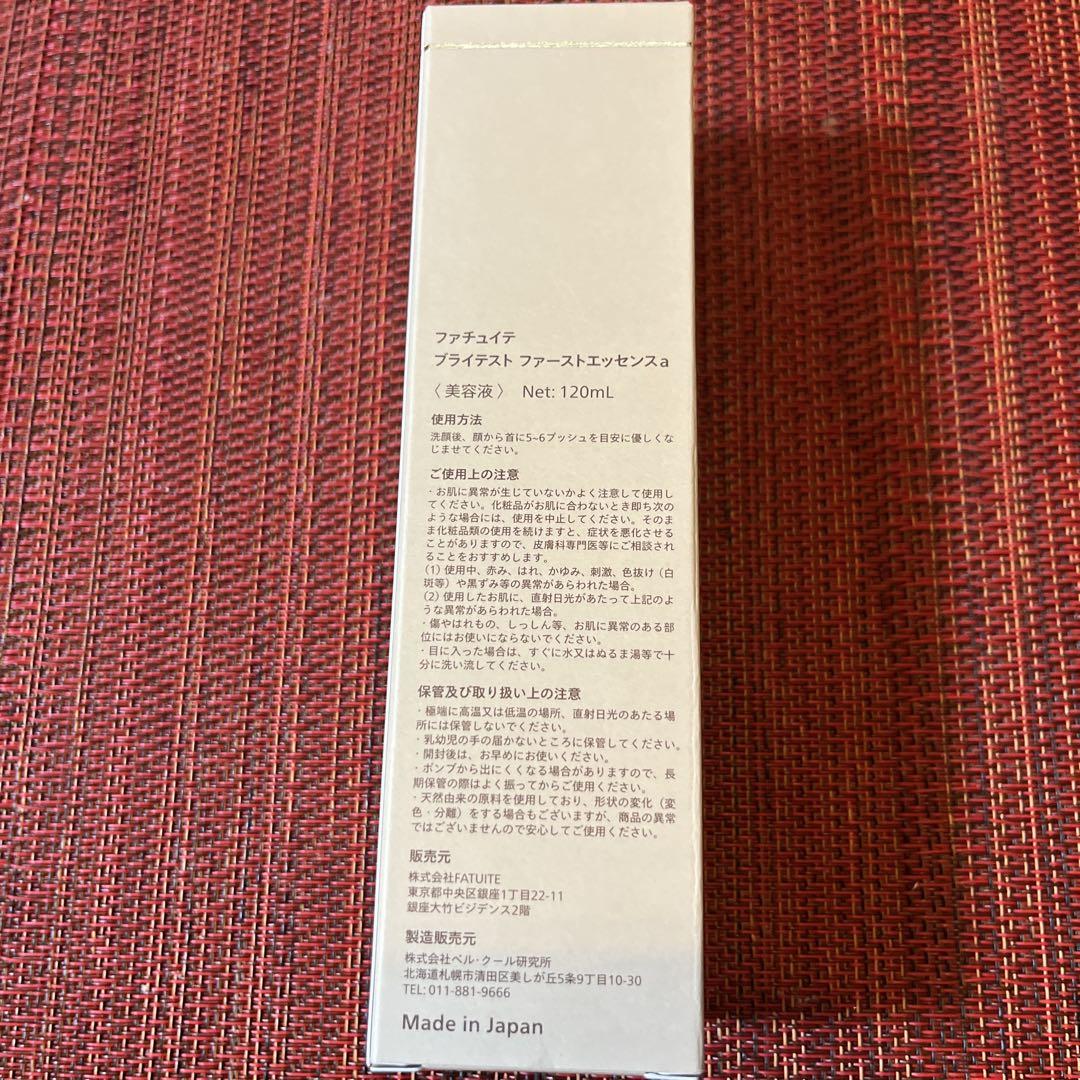 ファチュイテ
ブライテスト ファーストエッセンスa
〈 美容液 〉 Net: 120mL
使用方法
洗顔後、顔から首に5~6プッシュを目安に優しくな
じませてください。
ご使用上の注意
・お肌に異常が生じていないかよく注意して使用し
てください。化粧品がお肌に合わないとき即ち次の
ような場合には、使用を中止してください。そのま
ま化粧品類の使用を続けますと、症状を悪化させる
ことがありますので、皮膚科専門医等にご相談され
ることをおすすめします。
(1) 使用中、赤み、はれ、かゆみ、刺激、色抜け（白
斑等）や黒ずみ等の異常があらわれた場合。
(2) 使用したお肌に、直射日光があたって上記のよ
うな異常があらわれた場合。
・傷やはれもの、しっしん等、お肌に異常のある部
位にはお使いにならないでください。
・目に入った場合は、すぐに水又はぬるま湯等で十
分に洗い流してください。
保管及び取り扱い上の注意
・極端に高温又は低温の場所、直射日光のあたる場
所には保管しないでください。
・乳幼児の手の届かないところに保管してください。
・開封後は、お早めにお使いください。
・ポンプから出にくくなる場合がありますので、長
期保管の際はよく振ってからご使用ください。
・天然由来の原料を使用しており、形状の変化（変
色・分離）をする場合もございますが、商品の異常
ではございませんので安心してご使用ください。
販売元
株式会社FATUITE
東京都中央区銀座1丁目22-11
銀座大竹ビジデンス2階
製造販売元
株式会社ベル・クール研究所
北海道札幌市清田区美しが丘5条9丁目10-30
TEL: 011-881-9666
Made in Japan